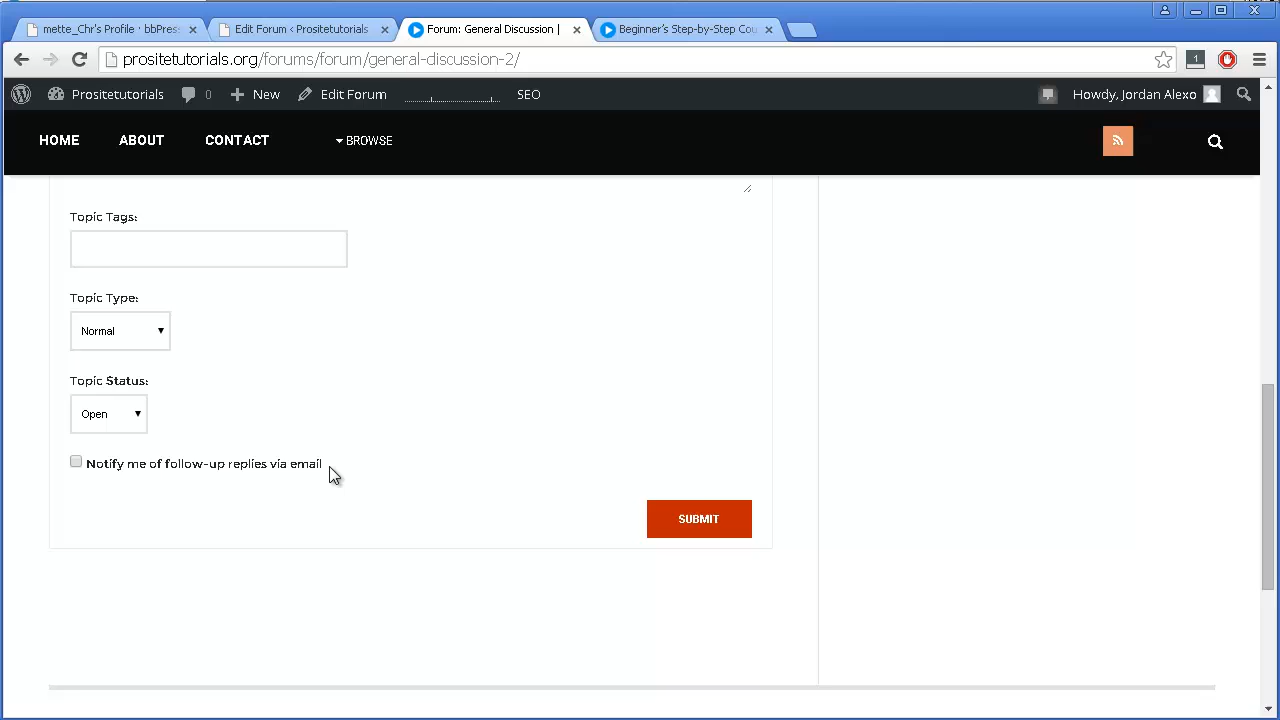 mette_Chr's Profile · bbPres
Edit Forum ‹ Prositetutorials
Forum: General Discussion |
Beginner's Step-by-Step Cou
prositetutorials.org/forums/forum/general-discussion-2/
1
Prositetutorials
0
New
Edit Forum
SEO
Howdy, Jordan Alexo
HOME
ABOUT
CONTACT
BROWSE
Topic Tags:
Topic Type:
Normal
Topic Status:
Open
Notify me of follow-up replies via email
SUBMIT